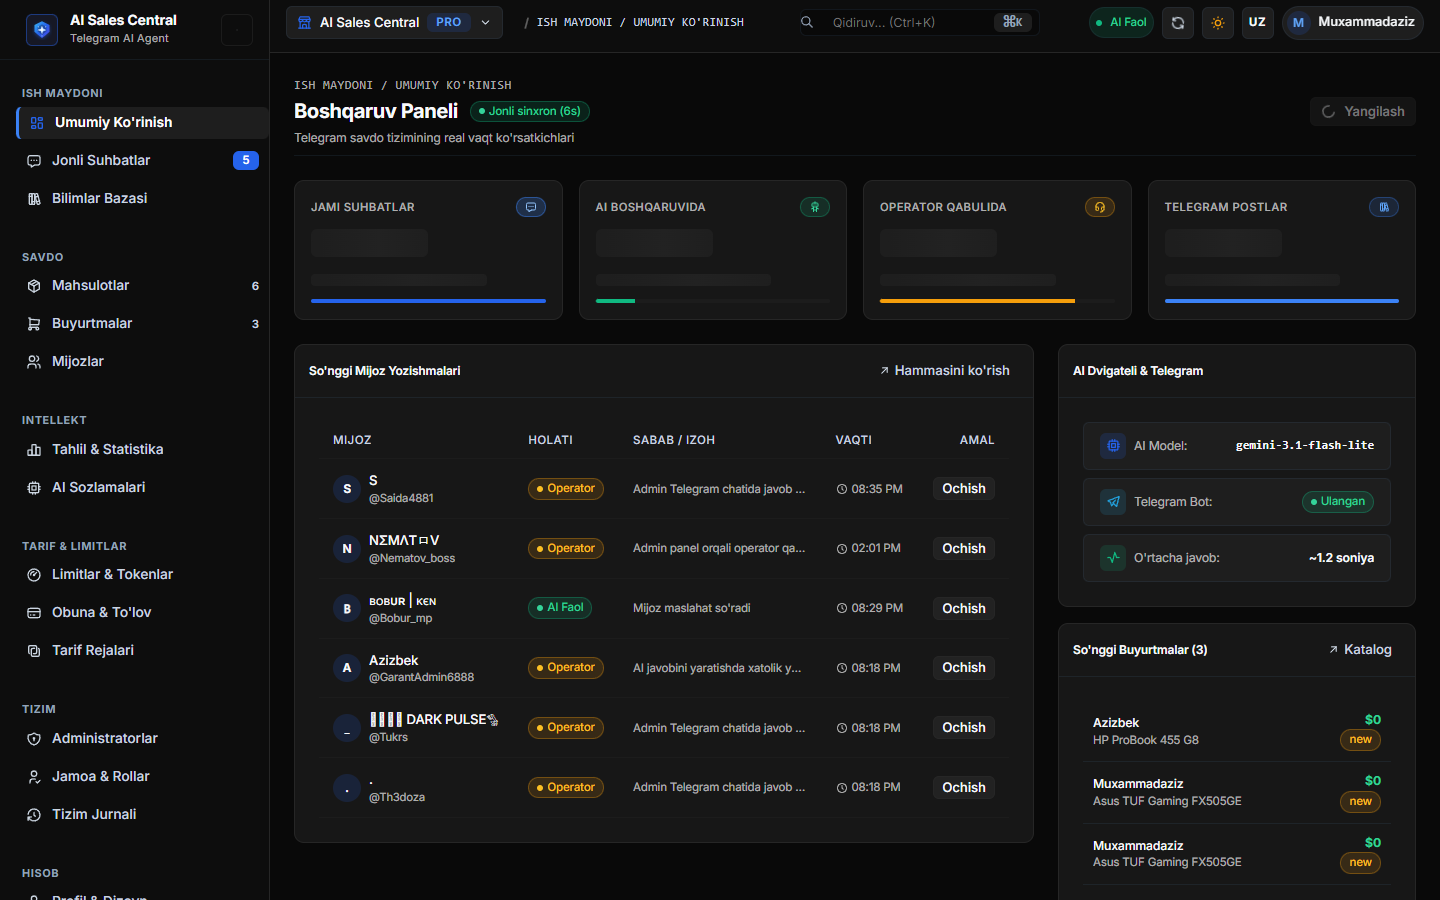 AI Sales Central
Telegram AI Agent
ISH MAYDONI
Umumiy Ko'rinish
Jonli Suhbatlar 5
Bilimlar Bazasi
SAVDO
Mahsulotlar 6
Buyurtmalar 3
Mijozlar
INTELLEKT
Tahlil & Statistika
AI Sozlamalari
TARIF & LIMITLAR
Limitlar & Tokenlar
Obuna & To'lov
Tarif Rejalari
TIZIM
Administratorlar
Jamoa & Rollar
Tizim Jurnali
HISOB
Profil & Dizayn
AI Sales Central PRO / ISH MAYDONI / UMUMIY KO'RINISH
Qidiruv... (Ctrl+K) ⌘K
AI Faol UZ M Muxammadaziz
ISH MAYDONI / UMUMIY KO'RINISH
Boshqaruv Paneli Jonli sinxron (6s)
Telegram savdo tizimining real vaqt ko'rsatkichlari
Yangilash
JAMI SUHBATLAR
AI BOSHQARUVIDA
OPERATOR QABULIDA
TELEGRAM POSTLAR
So'nggi Mijoz Yozishmalari Hammasini ko'rish
MIJOZ HOLATI SABAB / IZOH VAQTI AMAL
S S Operator Admin Telegram chatida javob ... 08:35 PM Ochish
@Saida4881
N NΣMΛTㅁV Operator Admin panel orqali operator qa... 02:01 PM Ochish
@Nematov_boss
B ʙᴏʙᴜʀ | ᴋєɴ AI Faol Mijoz maslahat so'radi 08:29 PM Ochish
@Bobur_mp
A Azizbek Operator AI javobini yaratishda xatolik y... 08:18 PM Ochish
@GarantAdmin6888
_ DARK PULSE Operator Admin Telegram chatida javob ... 08:18 PM Ochish
@Tukrs
. . Operator Admin Telegram chatida javob ... 08:18 PM Ochish
@Th3doza
AI Dvigateli & Telegram
AI Model: gemini-3.1-flash-lite
Telegram Bot: Ulangan
O'rtacha javob: ~1.2 soniya
So'nggi Buyurtmalar (3) Katalog
Azizbek $0
HP ProBook 455 G8 new
Muxammadaziz $0
Asus TUF Gaming FX505GE new
Muxammadaziz $0
Asus TUF Gaming FX505GE new